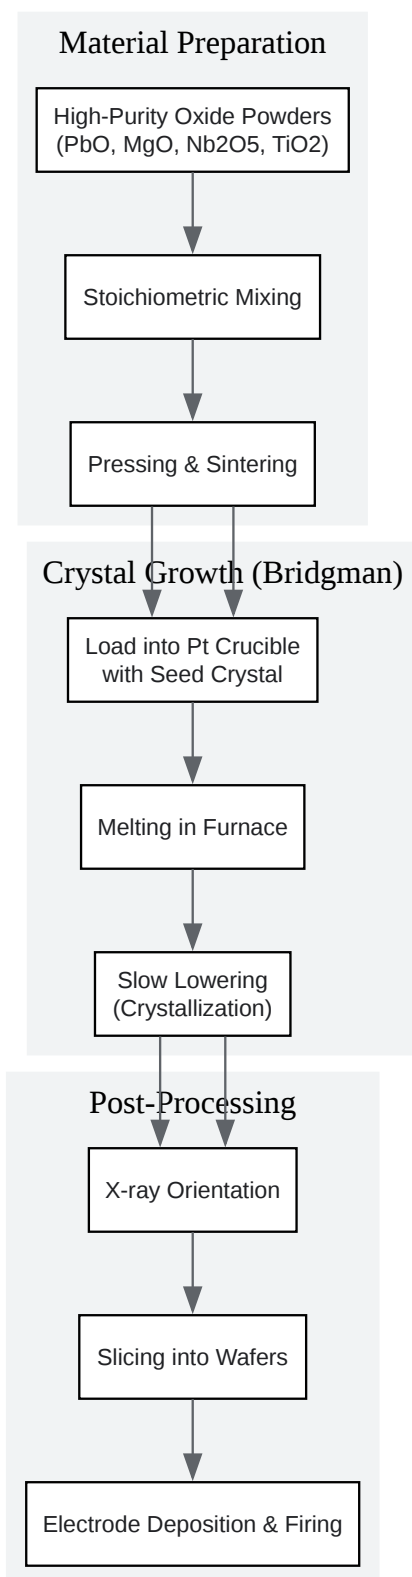 Material Preparation
High-Purity Oxide Powders
(PbO, MgO, Nb2O5, TiO2)
Stoichiometric Mixing
Pressing & Sintering
Crystal Growth (Bridgman)
Load into Pt Crucible
with Seed Crystal
Melting in Furnace
Slow Lowering
(Crystallization)
Post-Processing
X-ray Orientation
Slicing into Wafers
Electrode Deposition & Firing